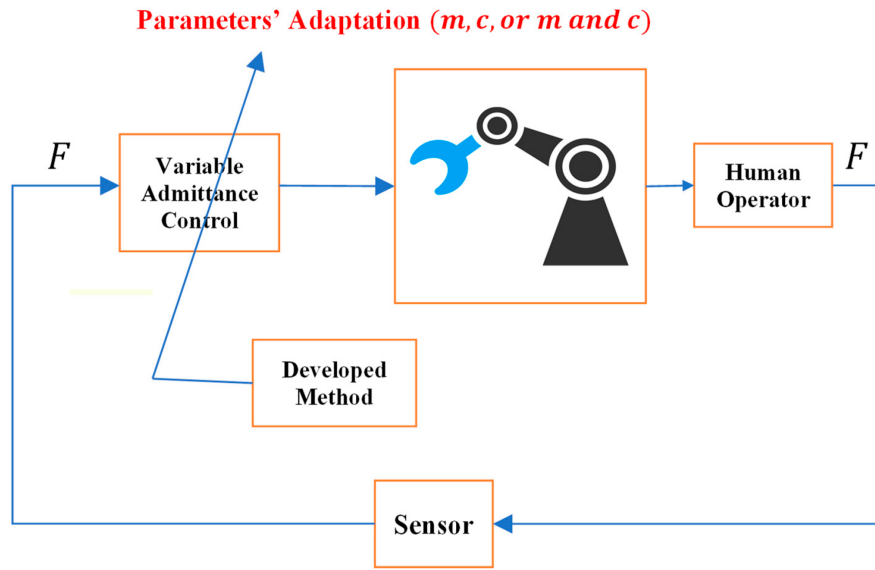 Parameters' Adaptation (m, c, or m and c)
F
Variable
Admittance
Control
Human
Operator
F
Developed
Method
Sensor